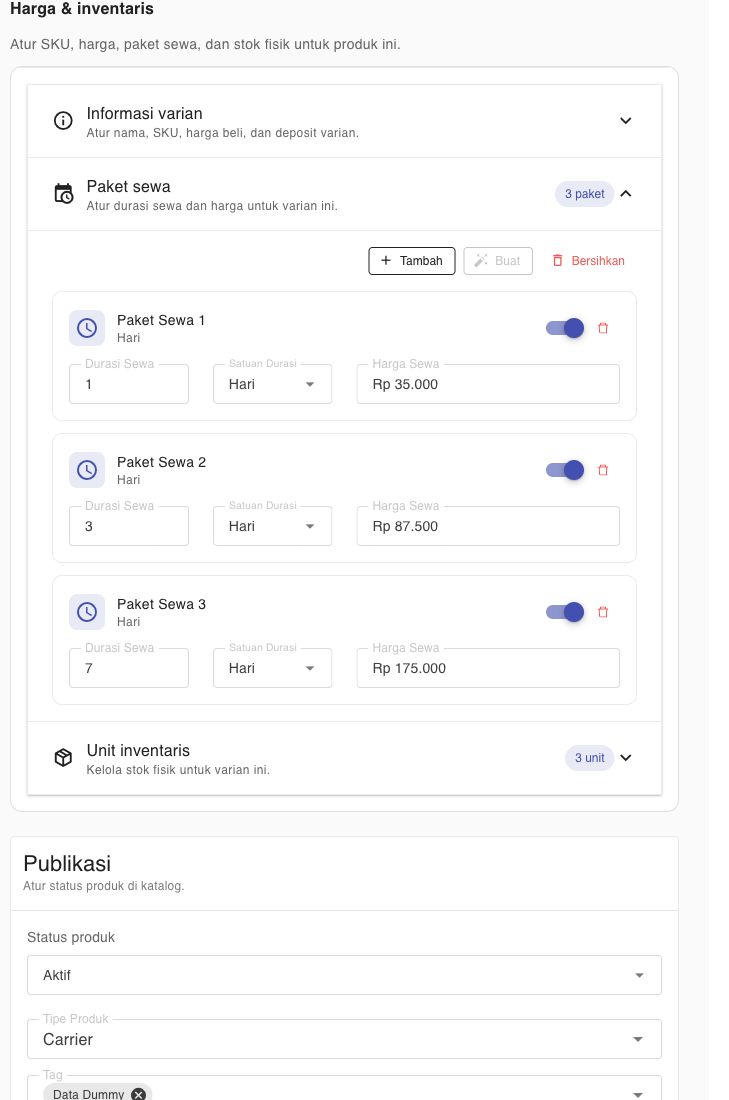 Harga & inventaris
Atur SKU, harga, paket sewa, dan stok fisik untuk produk ini.
Informasi varian
Atur nama, SKU, harga beli, dan deposit varian.
Paket sewa
Atur durasi sewa dan harga untuk varian ini.
3 paket
+ Tambah
Buat
Bersihkan
Paket Sewa 1
Hari
Durasi Sewa
1
Satuan Durasi
Hari
Harga Sewa
Rp 35.000
Paket Sewa 2
Hari
Durasi Sewa
3
Satuan Durasi
Hari
Harga Sewa
Rp 87.500
Paket Sewa 3
Hari
Durasi Sewa
7
Satuan Durasi
Hari
Harga Sewa
Rp 175.000
Unit inventaris
Kelola stok fisik untuk varian ini.
3 unit
Publikasi
Atur status produk di katalog.
Status produk
Aktif
Tipe Produk
Carrier
Tag
Data Dummy